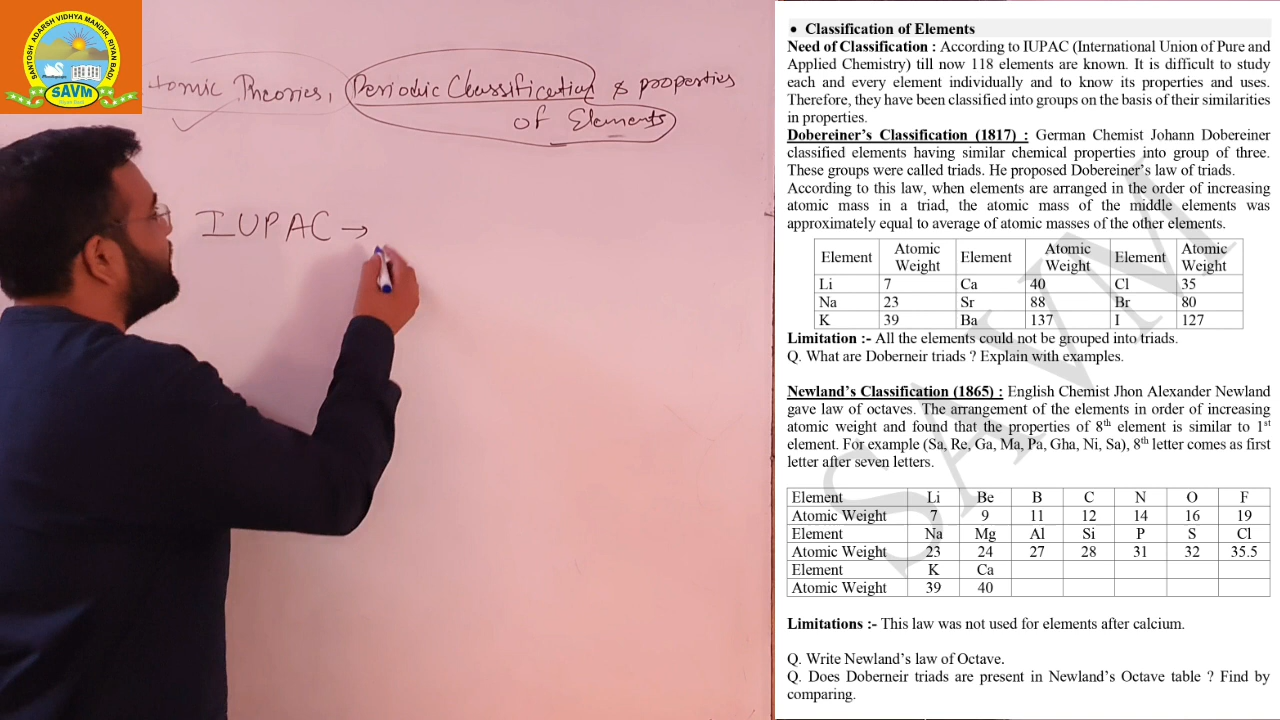 SANTOSH ADARSH VIDHYA MANDIR, RIYAN BADI
SAVM
Atomic Theories, Periodic Classification & properties
of Elements
IUPAC →
• Classification of Elements
Need of Classification : According to IUPAC (International Union of Pure and
Applied Chemistry) till now 118 elements are known. It is difficult to study
each and every element individually and to know its properties and uses.
Therefore, they have been classified into groups on the basis of their similarities
in properties.
Dobereiner's Classification (1817) : German Chemist Johann Dobereiner
classified elements having similar chemical properties into group of three.
These groups were called triads. He proposed Dobereiner's law of triads.
According to this law, when elements are arranged in the order of increasing
atomic mass in a triad, the atomic mass of the middle elements was
approximately equal to average of atomic masses of the other elements.
Element Atomic Weight Element Atomic Weight Element Atomic Weight
Li 7 Ca 40 Cl 35
Na 23 Sr 88 Br 80
K 39 Ba 137 I 127
Limitation :- All the elements could not be grouped into triads.
Q. What are Doberneir triads ? Explain with examples.
Newland's Classification (1865) : English Chemist Jhon Alexander Newland
gave law of octaves. The arrangement of the elements in order of increasing
atomic weight and found that the properties of 8th element is similar to 1st
element. For example (Sa, Re, Ga, Ma, Pa, Gha, Ni, Sa), 8th letter comes as first
letter after seven letters.
Element Li Be B C N O F
Atomic Weight 7 9 11 12 14 16 19
Element Na Mg Al Si P S Cl
Atomic Weight 23 24 27 28 31 32 35.5
Element K Ca
Atomic Weight 39 40
Limitations :- This law was not used for elements after calcium.
Q. Write Newland's law of Octave.
Q. Does Doberneir triads are present in Newland's Octave table ? Find by
comparing.
SAVM